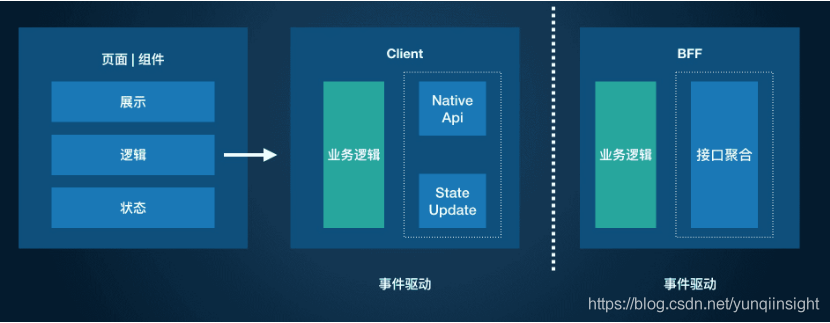 页面 | 组件
展示
逻辑
状态
Client
业务逻辑
Native
Api
State
Update
事件驱动
BFF
业务逻辑
接口聚合
事件驱动
https://blog.csdn.net/yunqiinsight